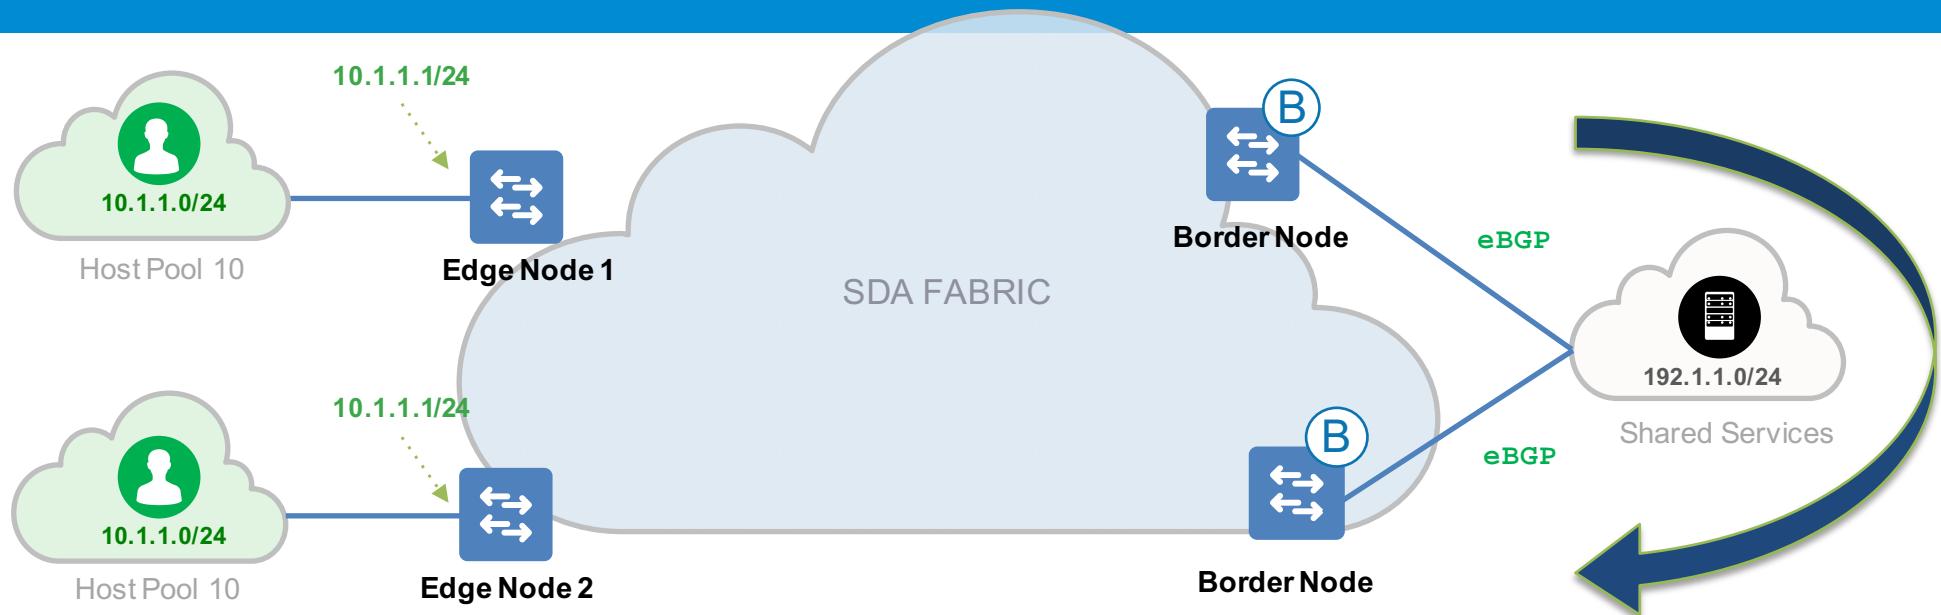 10.1.1.1/24
10.1.1.0/24
Host Pool 10
Edge Node 1
B
Border Node
eBGP
SDA FABRIC
192.1.1.0/24
Shared Services
10.1.1.1/24
10.1.1.0/24
Host Pool 10
Edge Node 2
B
eBGP
Border Node